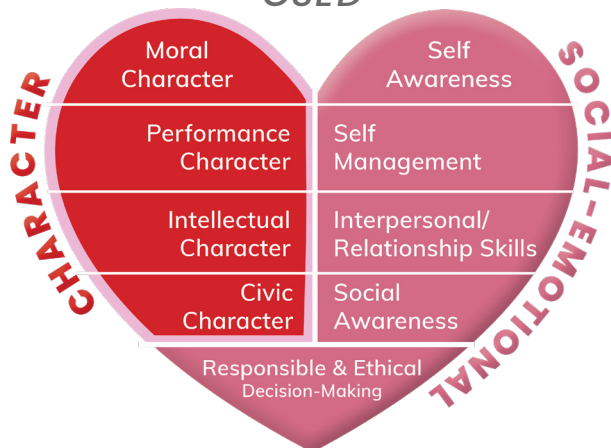 Moral
Character
Self
Awareness
Performance
Character
Self
Management
Intellectual
Character
Interpersonal/
Relationship Skills
Civic
Character
Social
Awareness
Responsible & Ethical
Decision-Making
CHARACTER
SOCIAL-EMOTIONAL